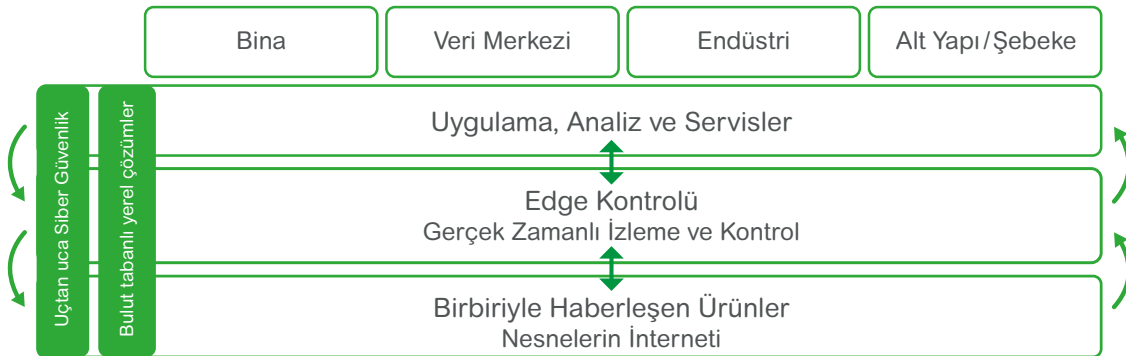 Bina
Veri Merkezi
Endüstri
Alt Yapı/Şebeke
Uçtan uca Siber Güvenlik
Bulut tabanlı yerel çözümler
Uygulama, Analiz ve Servisler
Edge Kontrolü
Gerçek Zamanlı İzleme ve Kontrol
Birbiriyle Haberleşen Ürünler
Nesnelerin İnterneti